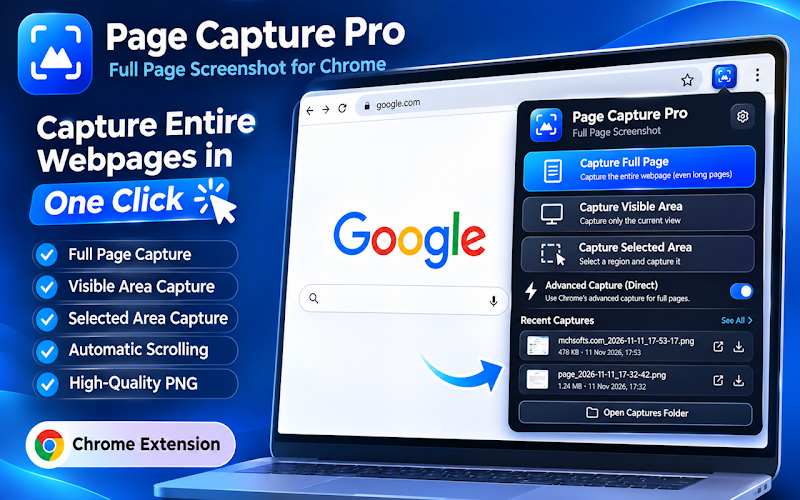 Page Capture Pro
Full Page Screenshot for Chrome
Capture Entire
Webpages in
One Click
Full Page Capture
Visible Area Capture
Selected Area Capture
Automatic Scrolling
High-Quality PNG
Chrome Extension
google.com
Google
Page Capture Pro
Full Page Screenshot
Capture Full Page
Capture the entire webpage (even long pages)
Capture Visible Area
Capture only the current view
Capture Selected Area
Select a region and capture it
Advanced Capture (Direct)
Use Chrome's advanced capture for full pages.
Recent Captures
See All
mchsofts.com_2026-11-11_17-53-17.png
478 KB · 11 Nov 2026, 17:53
page_2026-11-11_17-32-42.png
1.24 MB · 11 Nov 2026, 17:32
Open Captures Folder